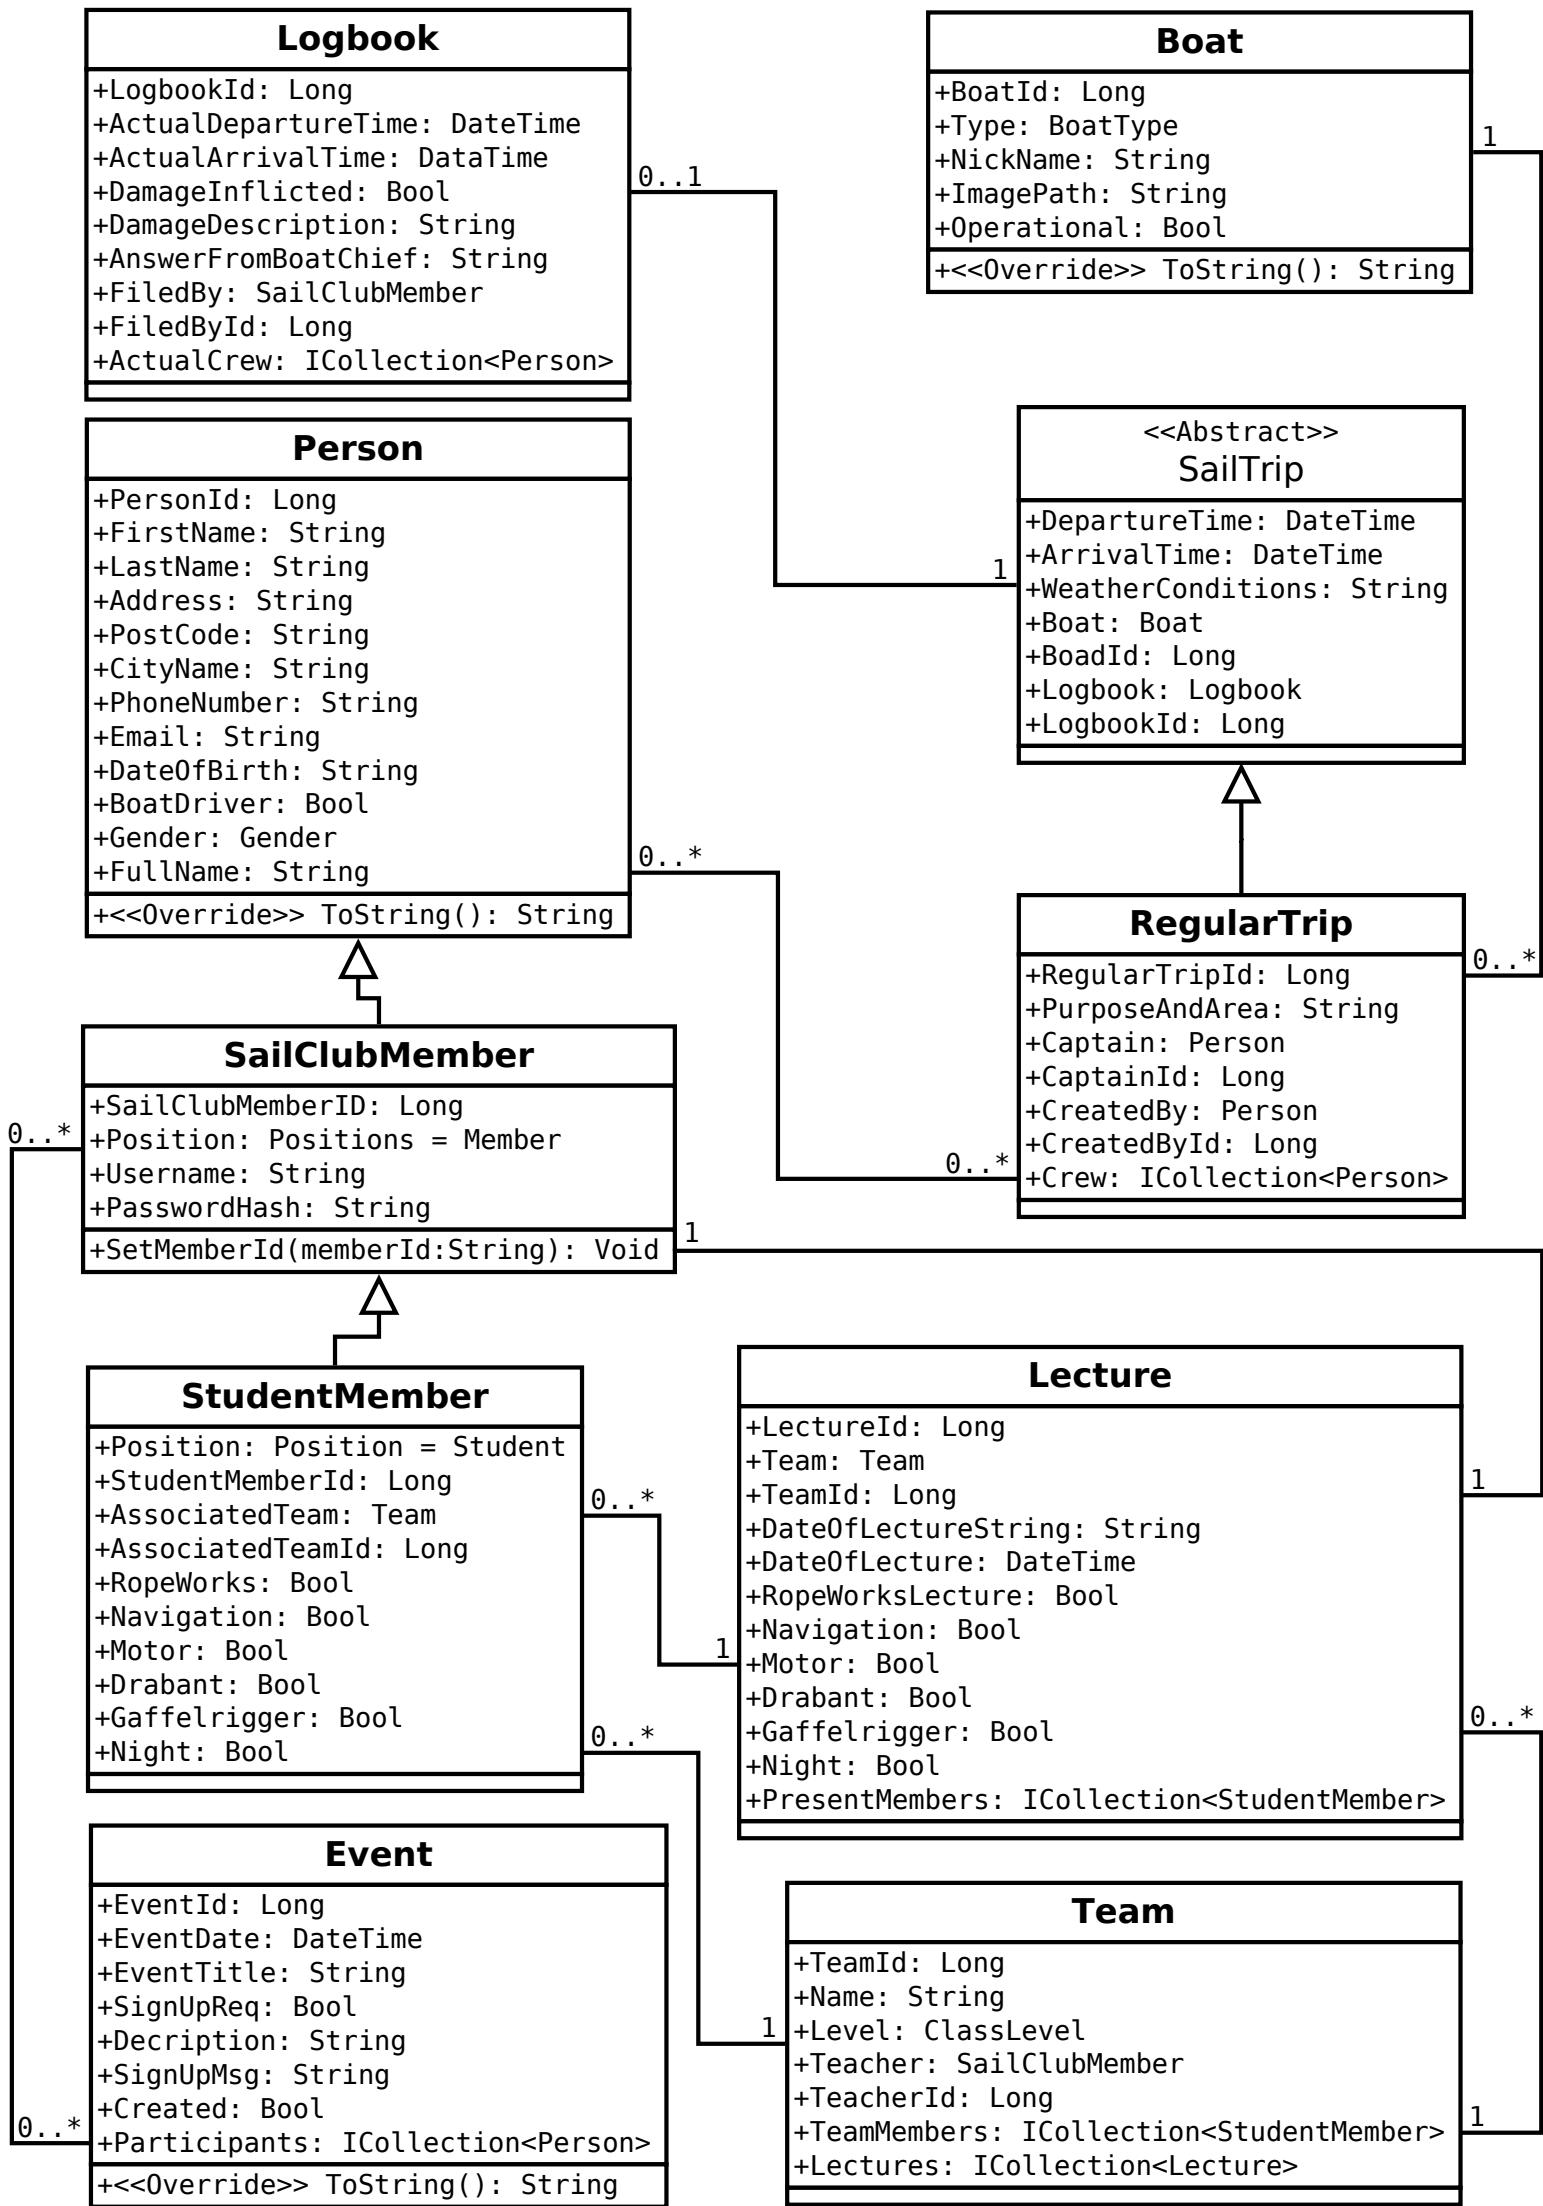 Logbook
+LogbookId: Long
+ActualDepartureTime: DateTime
+ActualArrivalTime: DataTime
+DamageInflicted: Bool
+DamageDescription: String
+AnswerFromBoatChief: String
+FiledBy: SailClubMember
+FiledById: Long
+ActualCrew: ICollection<Person>
0..1
Boat
+BoatId: Long
+Type: BoatType
+NickName: String
+ImagePath: String
+Operational: Bool
+<<Override>> ToString(): String
1
Person
+PersonId: Long
+FirstName: String
+LastName: String
+Address: String
+PostCode: String
+CityName: String
+PhoneNumber: String
+Email: String
+DateOfBirth: String
+BoatDriver: Bool
+Gender: Gender
+FullName: String
+<<Override>> ToString(): String
0..*
<<Abstract>>
SailTrip
+DepartureTime: DateTime
+ArrivalTime: DateTime
+WeatherConditions: String
+Boat: Boat
+BoadId: Long
+Logbook: Logbook
+LogbookId: Long
1
RegularTrip
+RegularTripId: Long
+PurposeAndArea: String
+Captain: Person
+CaptainId: Long
+CreatedBy: Person
+CreatedById: Long
+Crew: ICollection<Person>
0..*
0..*
SailClubMember
+SailClubMemberID: Long
+Position: Positions = Member
+Username: String
+PasswordHash: String
+SetMemberId(memberId:String): Void
0..*
1
StudentMember
+Position: Position = Student
+StudentMemberId: Long
+AssociatedTeam: Team
+AssociatedTeamId: Long
+RopeWorks: Bool
+Navigation: Bool
+Motor: Bool
+Drabant: Bool
+Gaffelrigger: Bool
+Night: Bool
0..*
0..*
Lecture
+LectureId: Long
+Team: Team
+TeamId: Long
+DateOfLectureString: String
+DateOfLecture: DateTime
+RopeWorksLecture: Bool
+Navigation: Bool
+Motor: Bool
+Drabant: Bool
+Gaffelrigger: Bool
+Night: Bool
+PresentMembers: ICollection<StudentMember>
1
1
0..*
Event
+EventId: Long
+EventDate: DateTime
+EventTitle: String
+SignUpReq: Bool
+Decription: String
+SignUpMsg: String
+Created: Bool
+Participants: ICollection<Person>
+<<Override>> ToString(): String
0..*
Team
+TeamId: Long
+Name: String
+Level: ClassLevel
+Teacher: SailClubMember
+TeacherId: Long
+TeamMembers: ICollection<StudentMember>
+Lectures: ICollection<Lecture>
1
1